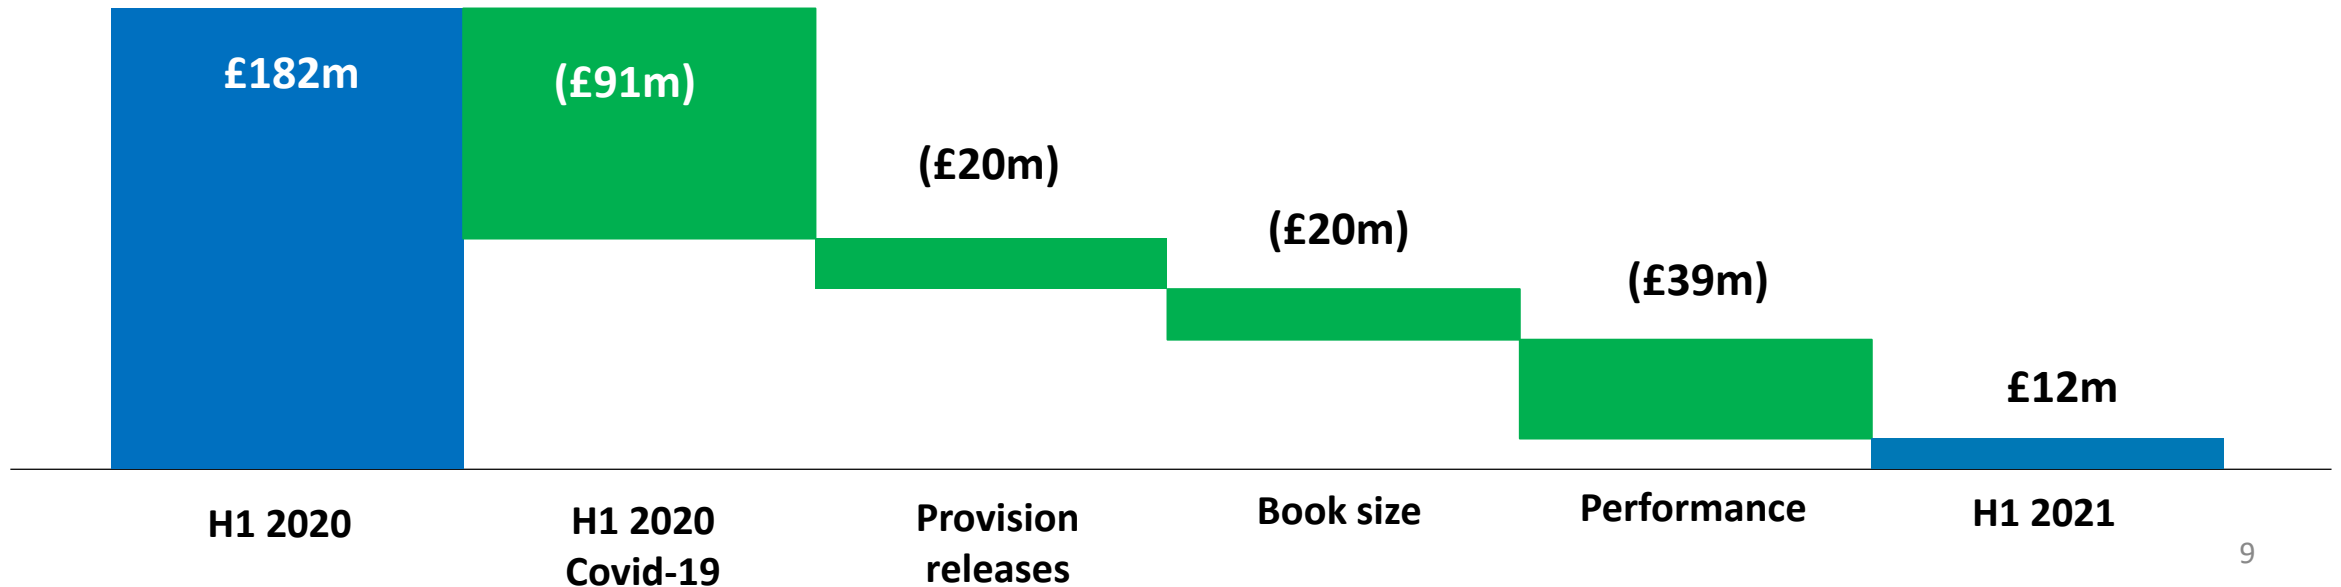 £182m
(£91m)
(£20m)
(£20m)
(£39m)
£12m
H1 2020
H1 2020
Covid-19
Provision
releases
Book size
Performance
H1 2021
9